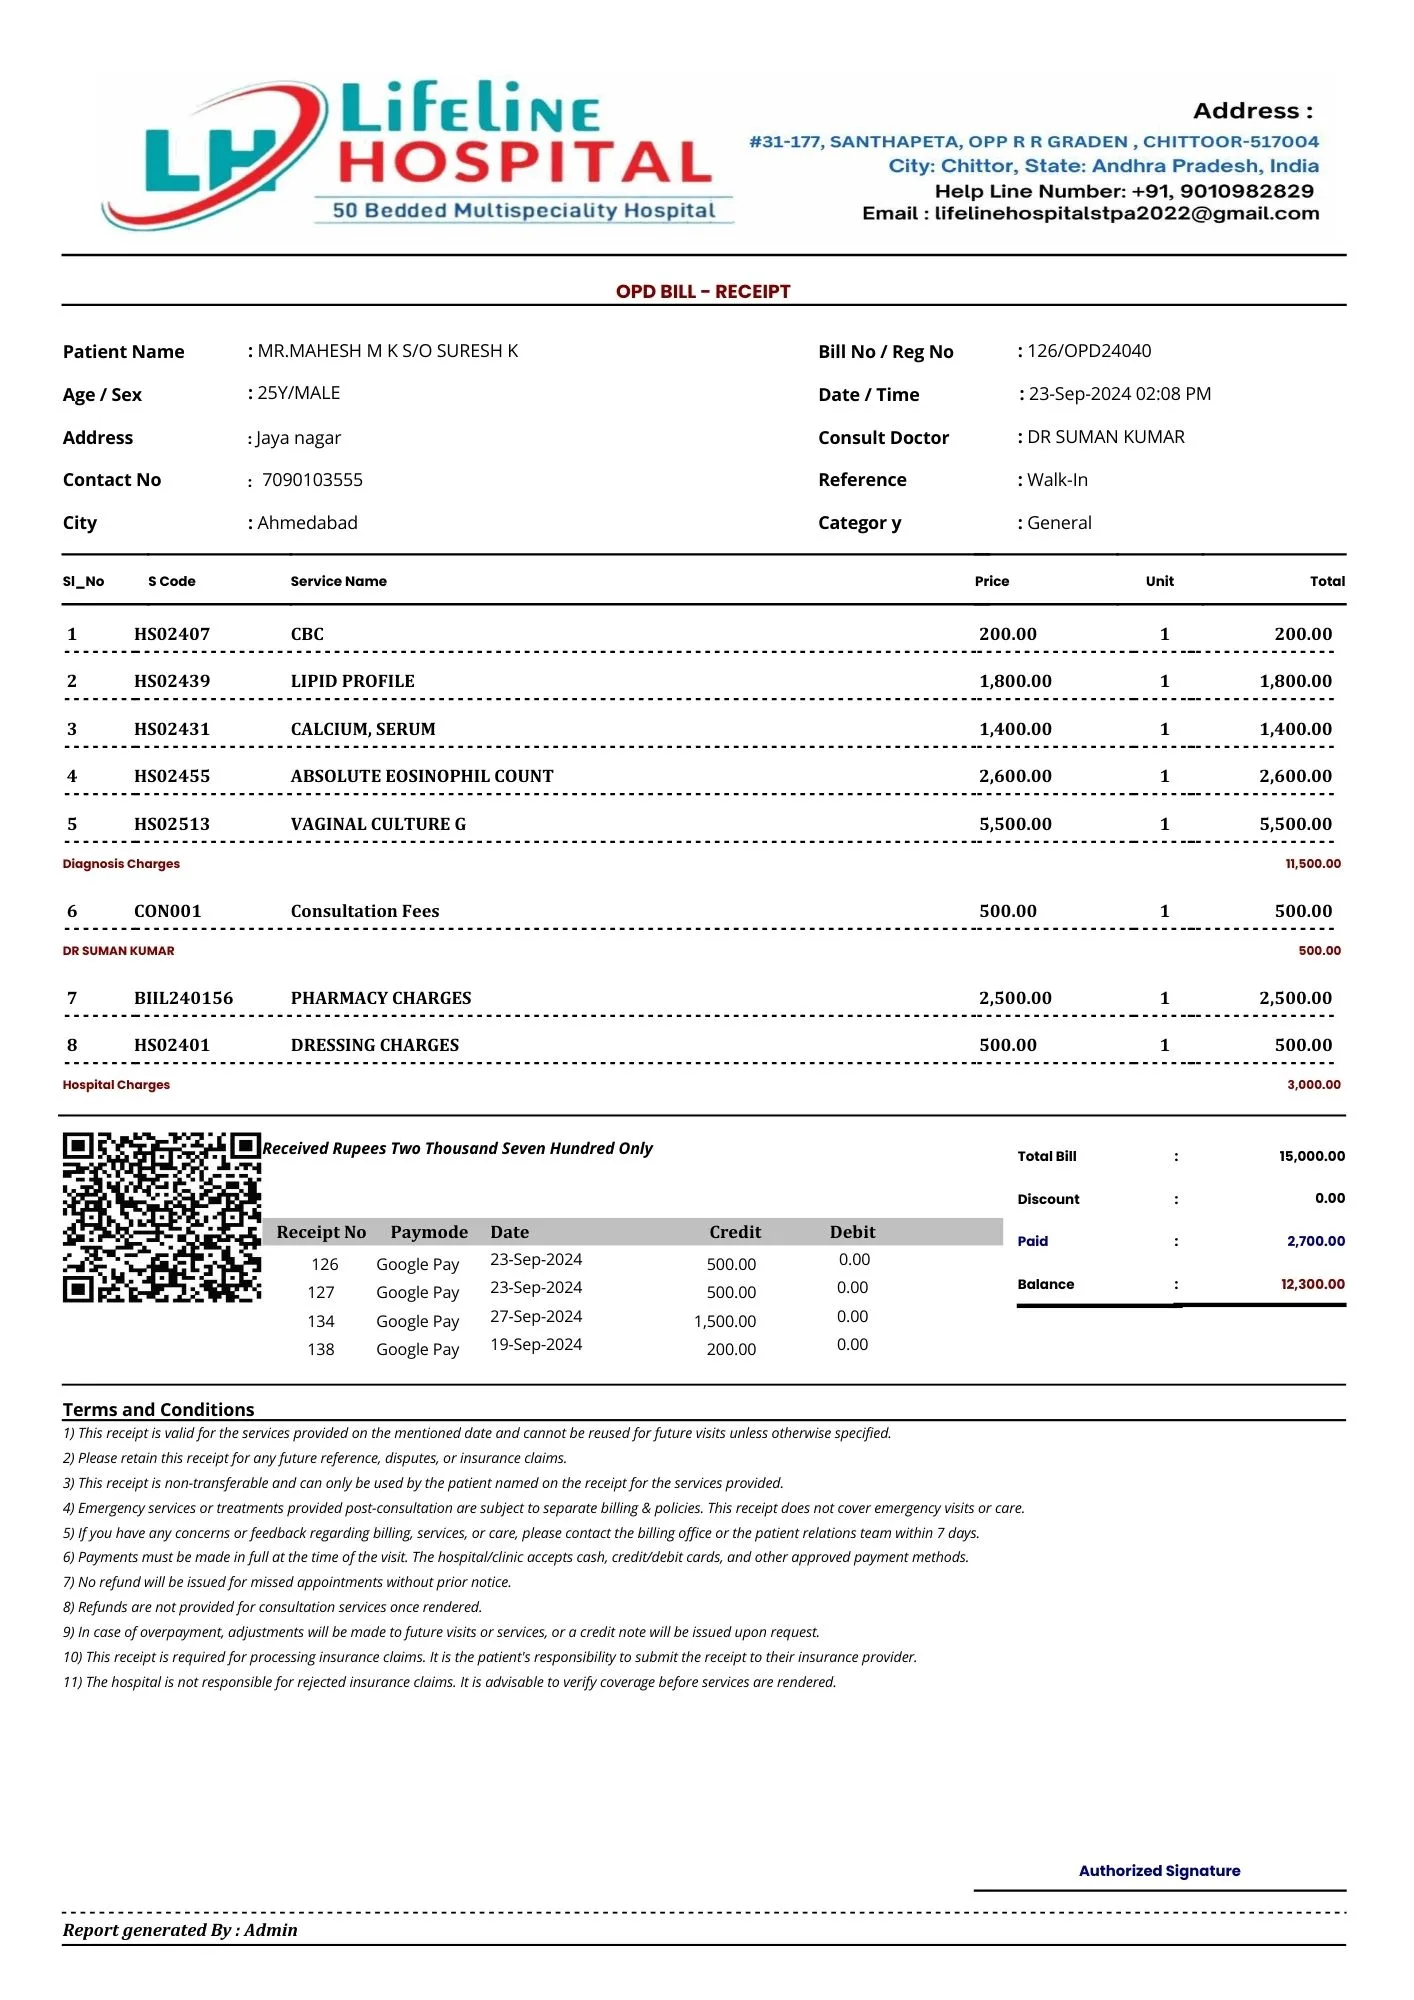 LH Lifeline
HOSPITAL
50 Bedded Multispeciality Hospital
Address :
#31-177, SANTHAPETA, OPP R R GRADEN , CHITTOOR-517004
City: Chittor, State: Andhra Pradesh, India
Help Line Number: +91, 9010982829
Email : lifelinehospitalstpa2022@gmail.com
OPD BILL - RECEIPT
Patient Name : MR.MAHESH M K S/O SURESH K Bill No / Reg No : 126/OPD24040
Age / Sex : 25Y/MALE Date / Time : 23-Sep-2024 02:08 PM
Address : Jaya nagar Consult Doctor : DR SUMAN KUMAR
Contact No : 7090103555 Reference : Walk-In
City : Ahmedabad Categor y : General
Sl_No S Code Service Name Price Unit Total
1 HS02407 CBC 200.00 1 200.00
2 HS02439 LIPID PROFILE 1,800.00 1 1,800.00
3 HS02431 CALCIUM, SERUM 1,400.00 1 1,400.00
4 HS02455 ABSOLUTE EOSINOPHIL COUNT 2,600.00 1 2,600.00
5 HS02513 VAGINAL CULTURE G 5,500.00 1 5,500.00
Diagnosis Charges 11,500.00
6 CON001 Consultation Fees 500.00 1 500.00
DR SUMAN KUMAR 500.00
7 BIIL240156 PHARMACY CHARGES 2,500.00 1 2,500.00
8 HS02401 DRESSING CHARGES 500.00 1 500.00
Hospital Charges 3,000.00
Received Rupees Two Thousand Seven Hundred Only
Total Bill : 15,000.00
Discount : 0.00
Paid : 2,700.00
Balance : 12,300.00
Receipt No Paymode Date Credit Debit
126 Google Pay 23-Sep-2024 500.00 0.00
127 Google Pay 23-Sep-2024 500.00 0.00
134 Google Pay 27-Sep-2024 1,500.00 0.00
138 Google Pay 19-Sep-2024 200.00 0.00
Terms and Conditions
1) This receipt is valid for the services provided on the mentioned date and cannot be reused for future visits unless otherwise specified.
2) Please retain this receipt for any future reference, disputes, or insurance claims.
3) This receipt is non-transferable and can only be used by the patient named on the receipt for the services provided.
4) Emergency services or treatments provided post-consultation are subject to separate billing & policies. This receipt does not cover emergency visits or care.
5) If you have any concerns or feedback regarding billing, services, or care, please contact the billing office or the patient relations team within 7 days.
6) Payments must be made in full at the time of the visit. The hospital/clinic accepts cash, credit/debit cards, and other approved payment methods.
7) No refund will be issued for missed appointments without prior notice.
8) Refunds are not provided for consultation services once rendered.
9) In case of overpayment, adjustments will be made to future visits or services, or a credit note will be issued upon request.
10) This receipt is required for processing insurance claims. It is the patient's responsibility to submit the receipt to their insurance provider.
11) The hospital is not responsible for rejected insurance claims. It is advisable to verify coverage before services are rendered.
Authorized Signature
Report generated By : Admin